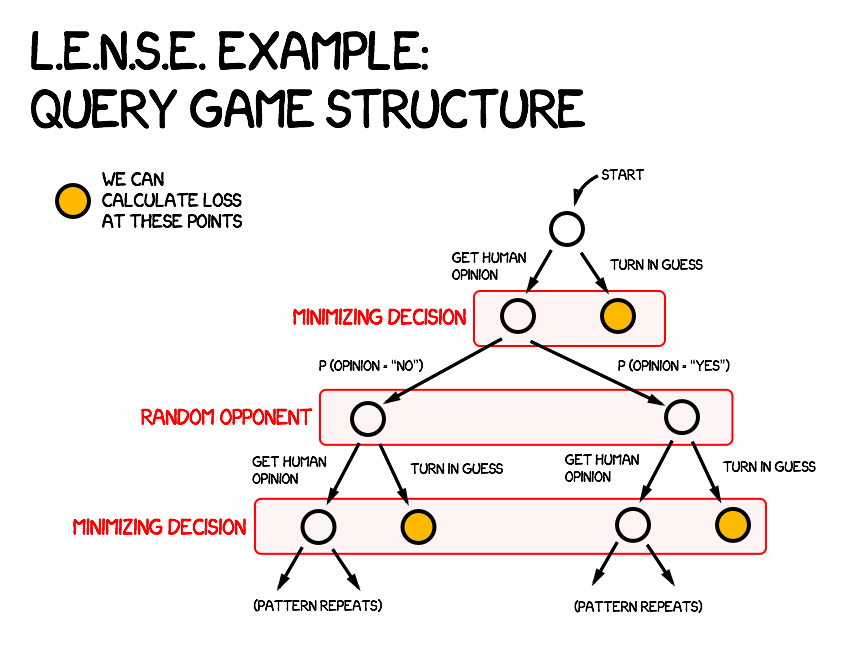 L.E.N.S.E. EXAMPLE:
QUERY GAME STRUCTURE
WE CAN
CALCULATE LOSS
AT THESE POINTS
START
GET HUMAN
OPINION
TURN IN GUESS
MINIMIZING DECISION
P (OPINION = "NO")
P (OPINION = "YES")
RANDOM OPPONENT
GET HUMAN
OPINION
TURN IN GUESS
GET HUMAN
OPINION
TURN IN GUESS
MINIMIZING DECISION
(PATTERN REPEATS)
(PATTERN REPEATS)